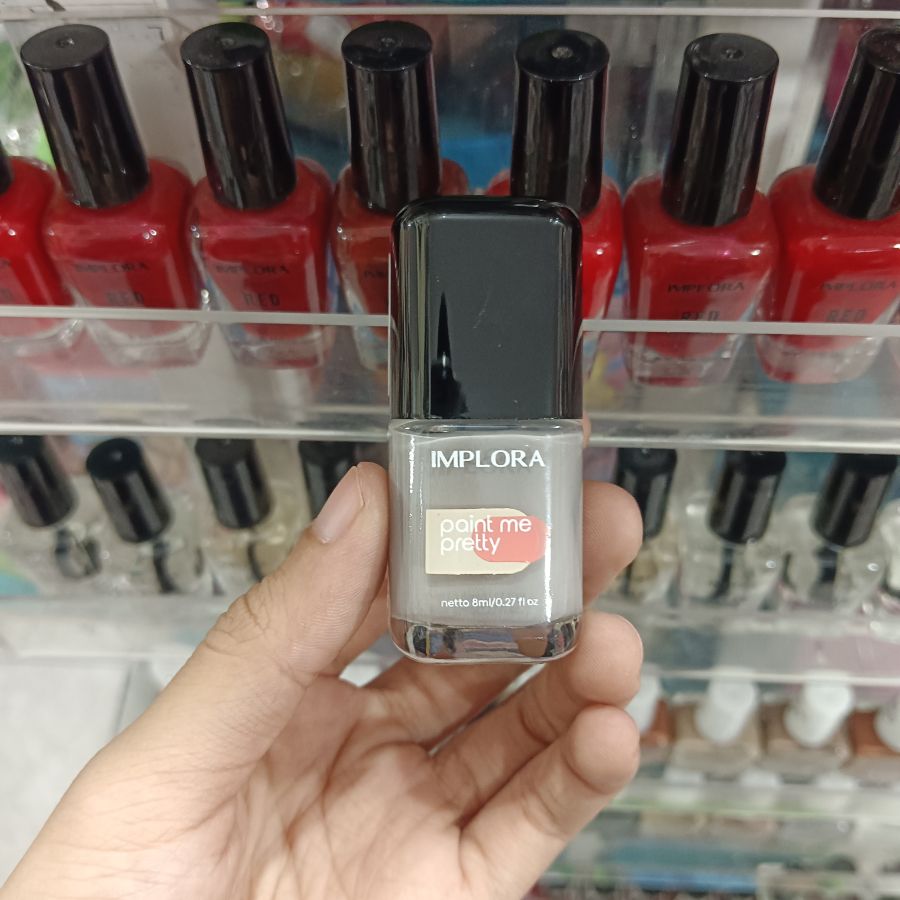 IMPLORA
RED
IMPLORA
RED
IMPLORA
RED
IMPLORA
RED
IMPLORA
paint me
pretty
netto 8ml/0.27 fl oz